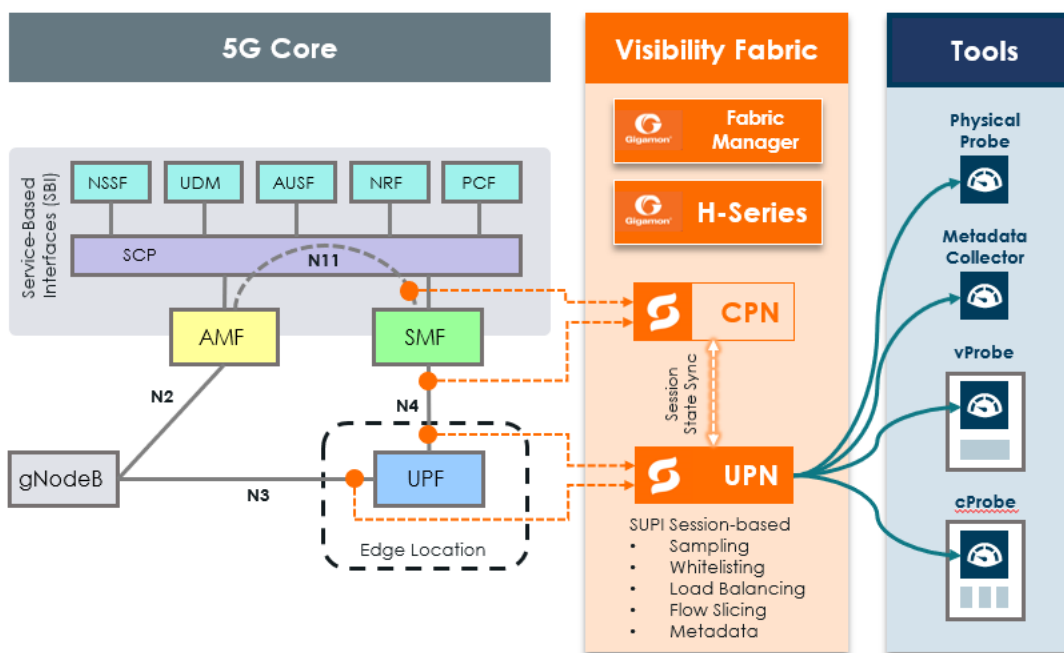 5G Core
Visibility Fabric
Tools
Gigamon®
Fabric
Manager
Gigamon®
H-Series
Physical
Probe
Metadata
Collector
vProbe
cProbe
Service-Based
Interfaces (SBI)
NSSF
UDM
AUSF
NRF
PCF
SCP
N11
AMF
SMF
CPN
N2
N4
Session
State Sync
gNodeB
N3
UPF
UPN
Edge Location
SUPI Session-based
• Sampling
• Whitelisting
• Load Balancing
• Flow Slicing
• Metadata